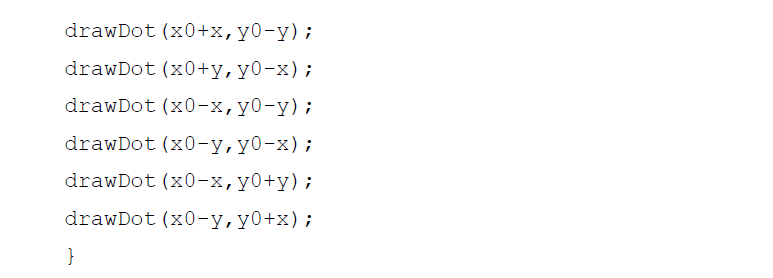 drawDot(x0+x,y0-y);
drawDot(x0+y,y0-x);
drawDot(x0-x,y0-y);
drawDot(x0-y,y0-x);
drawDot(x0-x,y0+y);
drawDot(x0-y,y0+x);
}